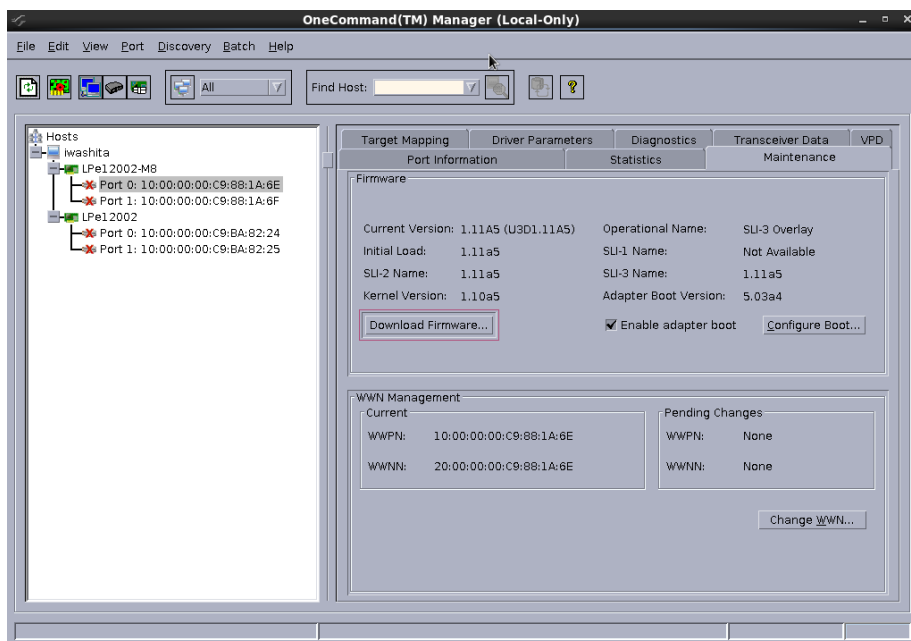 OneCommand(TM) Manager (Local-Only)
File Edit View Port Discovery Batch Help
All
Find Host:
Hosts
iwashita
LPe12002-M8
Port 0: 10:00:00:00:C9:88:1A:6E
Port 1: 10:00:00:00:C9:88:1A:6F
LPe12002
Port 0: 10:00:00:00:C9:BA:82:24
Port 1: 10:00:00:00:C9:BA:82:25
Target Mapping Driver Parameters Diagnostics Transceiver Data VPD
Port Information Statistics Maintenance
Firmware
Current Version: 1.11A5 (U3D1.11A5) Operational Name: SLI-3 Overlay
Initial Load: 1.11a5 SLI-1 Name: Not Available
SLI-2 Name: 1.11a5 SLI-3 Name: 1.11a5
Kernel Version: 1.10a5 Adapter Boot Version: 5.03a4
Download Firmware... Enable adapter boot Configure Boot...
WWN Management
Current Pending Changes
WWPN: 10:00:00:00:C9:88:1A:6E WWPN: None
WWNN: 20:00:00:00:C9:88:1A:6E WWNN: None
Change WWN...